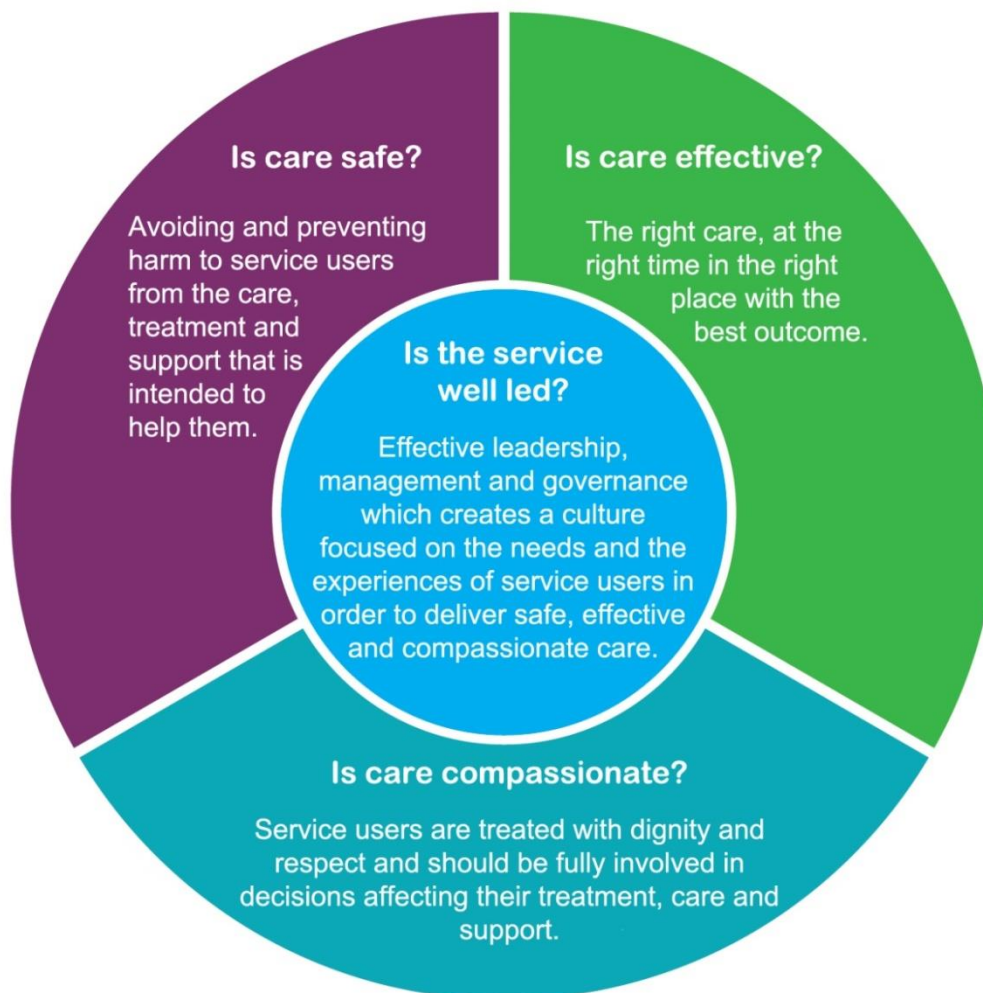 Is care safe?
Avoiding and preventing
harm to service users
from the care,
treatment and
support that is
intended to
help them.
Is care effective?
The right care, at the
right time in the right
place with the
best outcome.
Is the service
well led?
Effective leadership,
management and governance
which creates a culture
focused on the needs and the
experiences of service users in
order to deliver safe, effective
and compassionate care.
Is care compassionate?
Service users are treated with dignity and
respect and should be fully involved in
decisions affecting their treatment, care and
support.